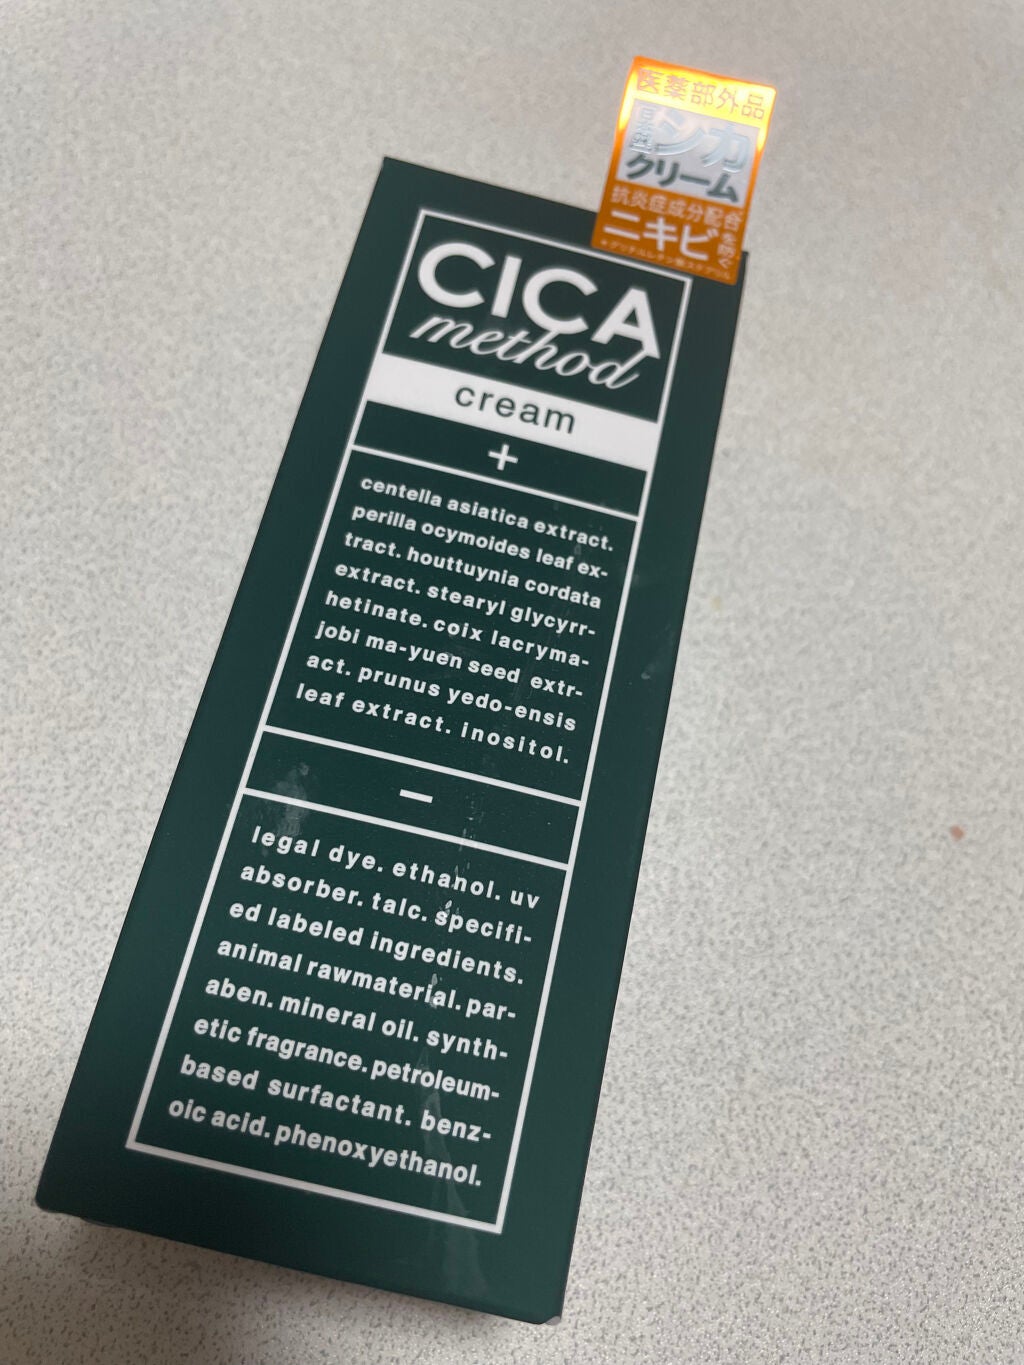 医薬部外品
シカ
クリーム
抗炎症成分配合
ニキビを防ぐ
CICA
method
cream
+
centella asiatica extract.
perilla ocymoides leaf ex-
tract. houttuynia cordata
extract. stearyl glycyrr-
hetinate. coix lacryma-
jobi ma-yuen seed extr-
act. prunus yedo-ensis
leaf extract. inositol.
−
legal dye. ethanol. uv
absorber. talc. specifi-
ed labeled ingredients.
animal rawmaterial. par-
aben. mineral oil. synth-
etic fragrance. petroleum-
based surfactant. benz-
oic acid. phenoxyethanol.